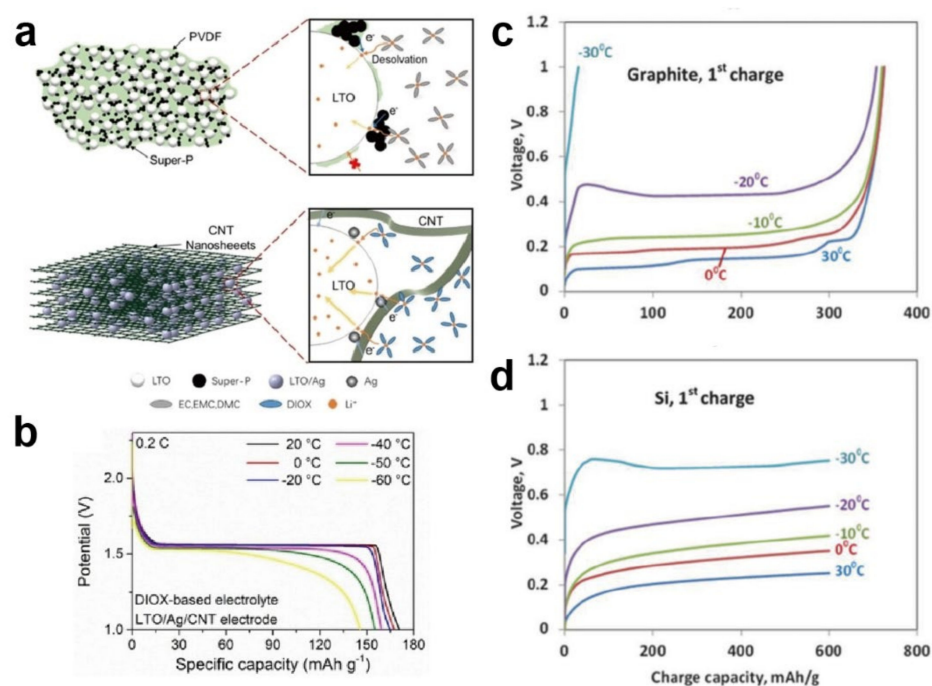 a
PVDF
Super-P
e-
Desolvation
LTO
e-
CNT
Nanosheeets
e-
CNT
LTO
e-
e-
LTO
Super-P
LTO/Ag
Ag
EC,EMC,DMC
DIOX
Li⁺
b
0.2 C
20 °C
0 °C
-20 °C
-40 °C
-50 °C
-60 °C
2.0
1.5
1.0
Potential (V)
DIOX-based electrolyte
LTO/Ag/CNT electrode
0
30
60
90
120
150
180
Specific capacity (mAh g⁻¹)
c
-30⁰C
Graphite, 1ˢᵗ charge
-20⁰C
-10⁰C
0⁰C
30⁰C
1.2
1
0.8
0.6
0.4
0.2
0
Voltage, V
0
100
200
300
400
d
Si, 1ˢᵗ charge
-30⁰C
-20⁰C
-10⁰C
0⁰C
30⁰C
1.2
1
0.8
0.6
0.4
0.2
0
Voltage, V
0
200
400
600
800
Charge capacity, mAh/g